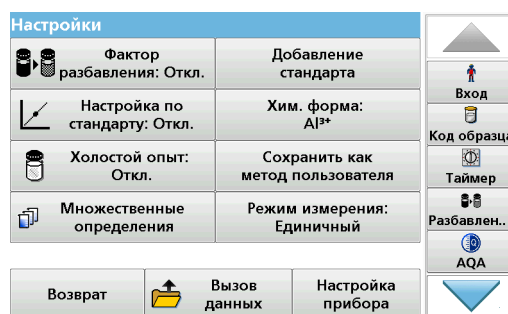 Настройки
Фактор
разбавления: Откл.
Добавление
стандарта
Настройка по
стандарту: Откл.
Хим. форма:
Al³⁺
Холостой опыт:
Откл.
Сохранить как
метод пользователя
Множественные
определения
Режим измерения:
Единичный
Возврат
Вызов
данных
Настройка
прибора
Вход
Код образца
Таймер
Разбавлен..
AQA